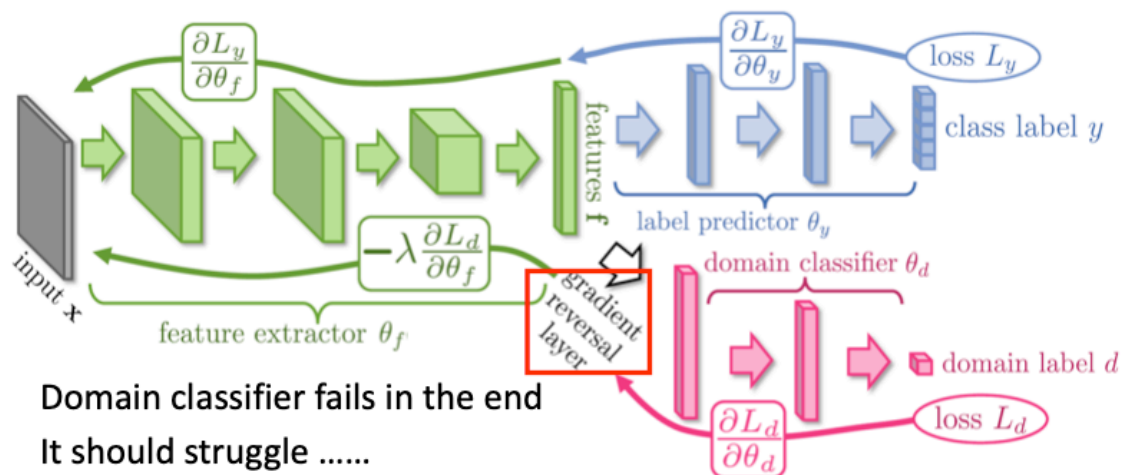 ∂L_y/∂θ_f
∂L_y/∂θ_y
loss L_y
features f
class label y
label predictor θ_y
input x
−λ ∂L_d/∂θ_f
feature extractor θ_f
gradient
reversal
layer
domain classifier θ_d
domain label d
∂L_d/∂θ_d
loss L_d
Domain classifier fails in the end
It should struggle ……